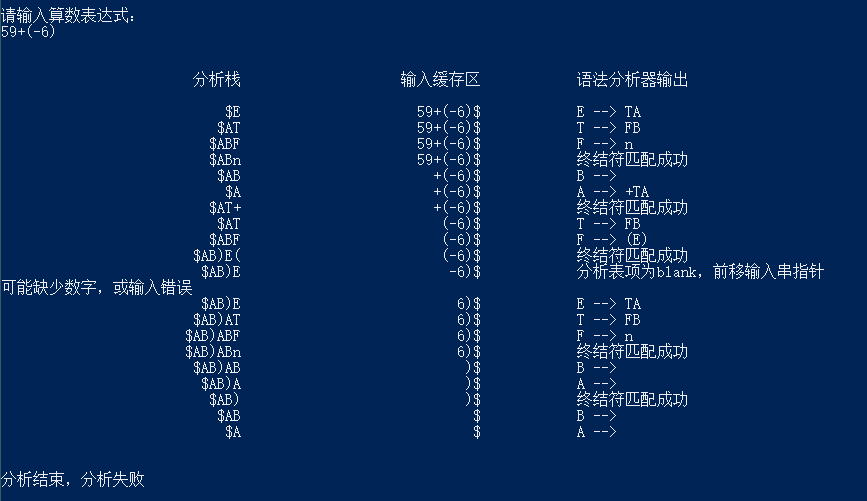 请输入算数表达式：
59+(-6)
分析栈 输入缓存区 语法分析器输出
$E 59+(-6)$ E --> TA
$AT 59+(-6)$ T --> FB
$ABF 59+(-6)$ F --> n
$ABn 59+(-6)$ 终结符匹配成功
$AB +(-6)$ B -->
$A +(-6)$ A --> +TA
$AT+ +(-6)$ 终结符匹配成功
$AT (-6)$ T --> FB
$ABF (-6)$ F --> (E)
$AB)E( (-6)$ 终结符匹配成功
$AB)E -6)$ 分析表项为blank，前移输入串指针
可能缺少数字，或输入错误
$AB)E 6)$ E --> TA
$AB)AT 6)$ T --> FB
$AB)ABF 6)$ F --> n
$AB)ABn 6)$ 终结符匹配成功
$AB)AB )$ B -->
$AB)A )$ A -->
$AB) )$ 终结符匹配成功
$AB $ B -->
$A $ A -->
分析结束，分析失败